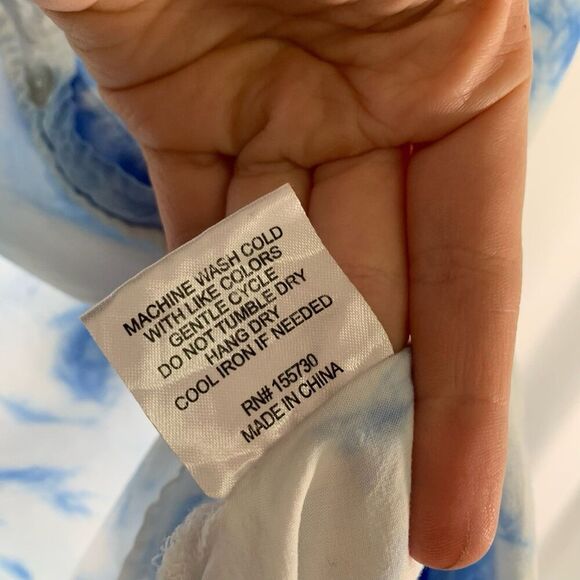 MACHINE WASH COLD
WITH LIKE COLORS
GENTLE CYCLE
DO NOT TUMBLE DRY
HANG DRY
COOL IRON IF NEEDED
RN# 155730
MADE IN CHINA